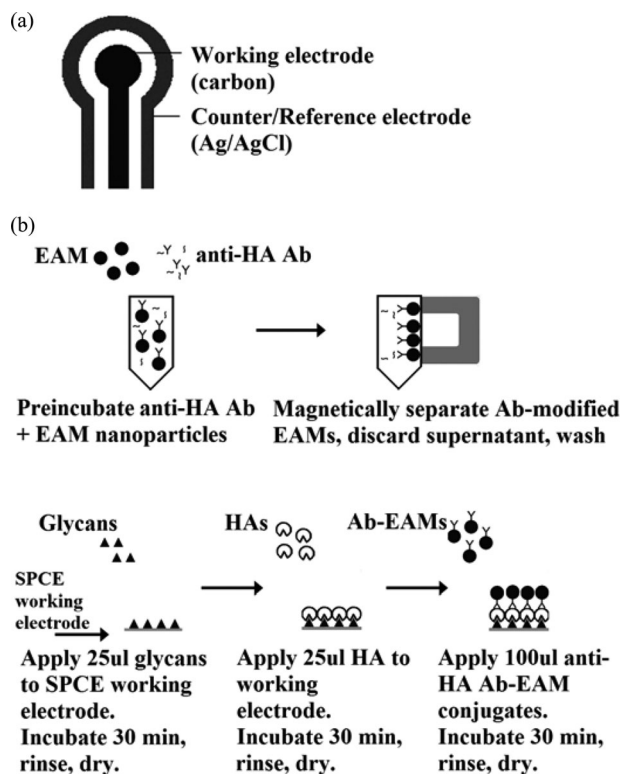 (a)
Working electrode
(carbon)
Counter/Reference electrode
(Ag/AgCl)
(b)
EAM
anti-HA Ab
Preincubate anti-HA Ab
+ EAM nanoparticles
Magnetically separate Ab-modified
EAMs, discard supernatant, wash
Glycans
HAs
Ab-EAMs
SPCE
working
electrode
Apply 25ul glycans
to SPCE working
electrode.
Incubate 30 min,
rinse, dry.
Apply 25ul HA to
working
electrode.
Incubate 30 min,
rinse, dry.
Apply 100ul anti-
HA Ab-EAM
conjugates.
Incubate 30 min,
rinse, dry.